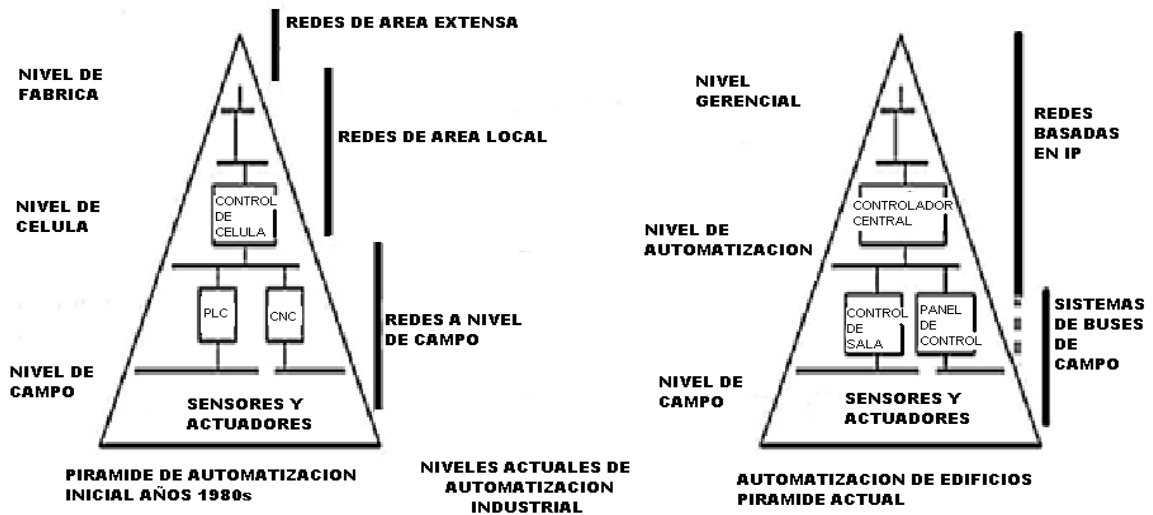 REDES DE AREA EXTENSA
NIVEL DE
FABRICA
REDES DE AREA LOCAL
NIVEL DE
CELULA
CONTROL
DE
CELULA
PLC
CNC
REDES A NIVEL
DE CAMPO
NIVEL DE
CAMPO
SENSORES Y
ACTUADORES
PIRAMIDE DE AUTOMATIZACION
INICIAL AÑOS 1980s
NIVELES ACTUALES DE
AUTOMATIZACION
INDUSTRIAL
NIVEL
GERENCIAL
REDES
BASADAS
EN IP
NIVEL DE
AUTOMATIZACION
CONTROLADOR
CENTRAL
CONTROL
DE
SALA
PANEL
DE
CONTROL
SISTEMAS
DE BUSES
DE
CAMPO
NIVEL DE
CAMPO
SENSORES Y
ACTUADORES
AUTOMATIZACION DE EDIFICIOS
PIRAMIDE ACTUAL